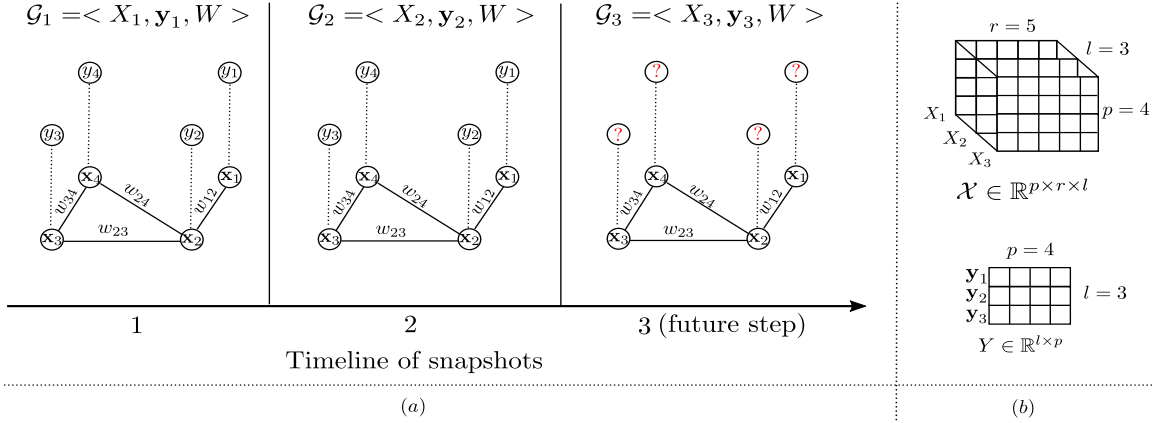 𝒢₁ =< X₁, y₁, W >
y₄ y₁
y₃ y₂
x₄ x₁
w₃₄ w₂₄ w₁₂
x₃ w₂₃ x₂
𝒢₂ =< X₂, y₂, W >
y₄ y₁
y₃ y₂
x₄ x₁
w₃₄ w₂₄ w₁₂
x₃ w₂₃ x₂
𝒢₃ =< X₃, y₃, W >
? ?
? ?
x₄ x₁
w₃₄ w₂₄ w₁₂
x₃ w₂₃ x₂
1 2 3 (future step)
Timeline of snapshots
(a)
r = 5
l = 3
p = 4
X₁
X₂
X₃
𝒳 ∈ ℝ^{p×r×l}
p = 4
y₁
y₂ l = 3
y₃
Y ∈ ℝ^{l×p}
(b)